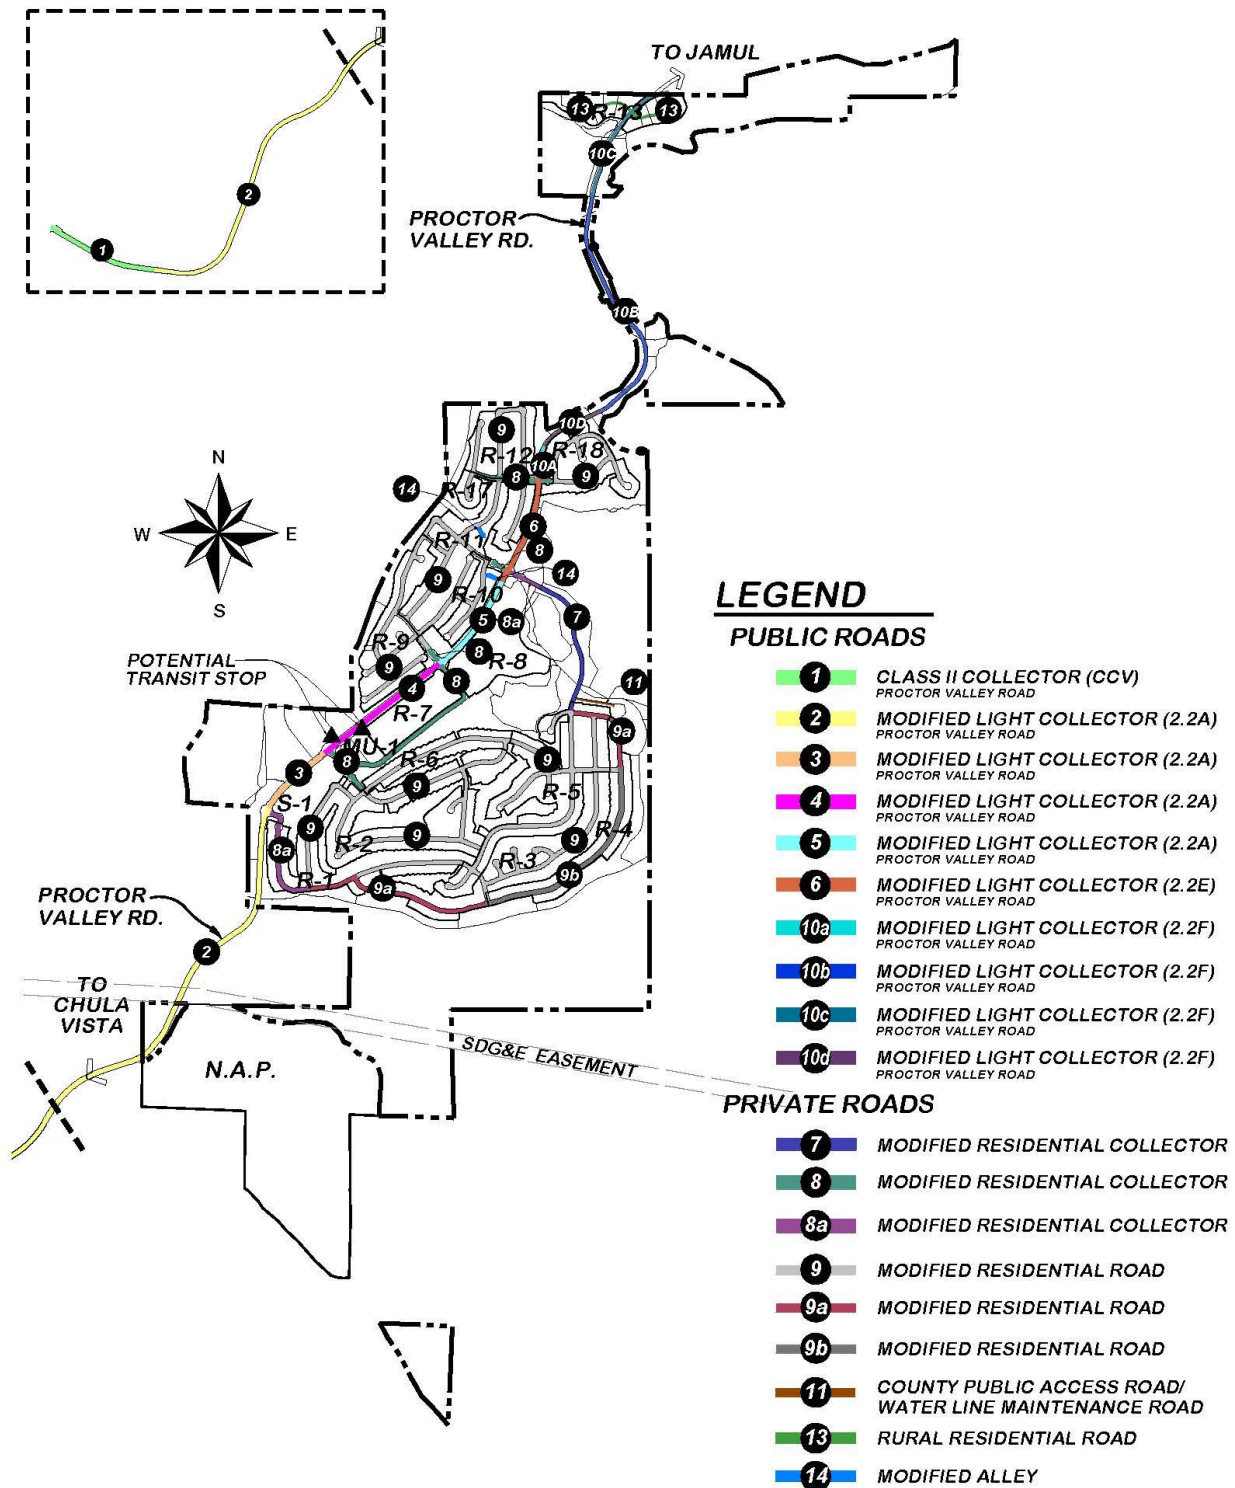 TO JAMUL
13
R-13
13
10C
2
1
PROCTOR
VALLEY RD.
10B
10D
9
R-12
R-18
10A
8
9
14
R-17
N
W
E
S
6
R-11
8
14
9
R-10
7
5
8a
R-9
8
R-8
POTENTIAL
TRANSIT STOP
9
4
8
11
R-7
9a
MU-1
8
R-6
9
3
9
R-5
S-1
9
R-2
9
9
R-4
8a
R-3
9b
R-1
9a
PROCTOR
VALLEY RD.
2
TO
CHULA
VISTA
SDG&E EASEMENT
N.A.P.
LEGEND
PUBLIC ROADS
1 CLASS II COLLECTOR (CCV)
PROCTOR VALLEY ROAD
2 MODIFIED LIGHT COLLECTOR (2.2A)
PROCTOR VALLEY ROAD
3 MODIFIED LIGHT COLLECTOR (2.2A)
PROCTOR VALLEY ROAD
4 MODIFIED LIGHT COLLECTOR (2.2A)
PROCTOR VALLEY ROAD
5 MODIFIED LIGHT COLLECTOR (2.2A)
PROCTOR VALLEY ROAD
6 MODIFIED LIGHT COLLECTOR (2.2E)
PROCTOR VALLEY ROAD
10a MODIFIED LIGHT COLLECTOR (2.2F)
PROCTOR VALLEY ROAD
10b MODIFIED LIGHT COLLECTOR (2.2F)
PROCTOR VALLEY ROAD
10c MODIFIED LIGHT COLLECTOR (2.2F)
PROCTOR VALLEY ROAD
10d MODIFIED LIGHT COLLECTOR (2.2F)
PROCTOR VALLEY ROAD
PRIVATE ROADS
7 MODIFIED RESIDENTIAL COLLECTOR
8 MODIFIED RESIDENTIAL COLLECTOR
8a MODIFIED RESIDENTIAL COLLECTOR
9 MODIFIED RESIDENTIAL ROAD
9a MODIFIED RESIDENTIAL ROAD
9b MODIFIED RESIDENTIAL ROAD
11 COUNTY PUBLIC ACCESS ROAD/
WATER LINE MAINTENANCE ROAD
13 RURAL RESIDENTIAL ROAD
14 MODIFIED ALLEY